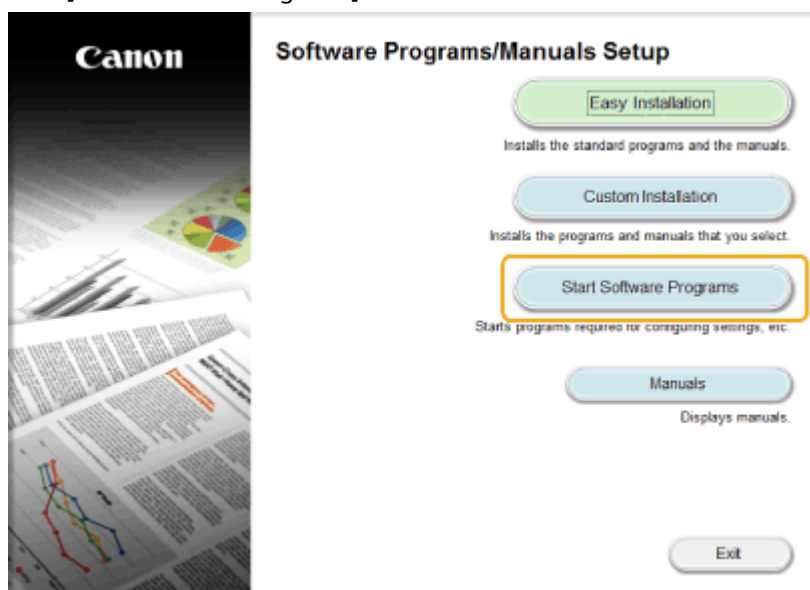 Canon
Software Programs/Manuals Setup
Easy Installation
Installs the standard programs and the manuals.
Custom Installation
Installs the programs and manuals that you select.
Start Software Programs
Starts programs required for configuring settings, etc.
Manuals
Displays manuals.
Exit